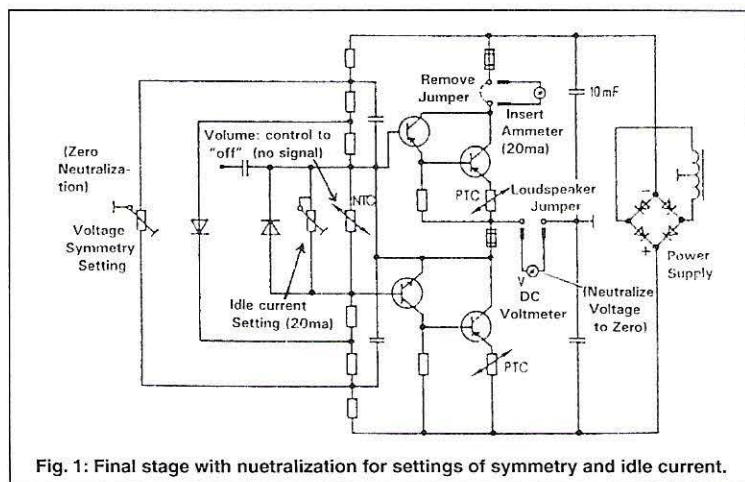 Remove
Jumper
Insert
Ammeter
(20ma)
10mF
Volume: control to
"off" (no signal)
(Zero
Neutraliza-
tion)
Voltage
Symmetry
Setting
NTC
PTC
Loudspeaker
Jumper
Idle current
Setting (20ma)
V
DC
Voltmeter
(Neutralize
Voltage
to Zero)
Power
Supply
+
PTC
Fig. 1: Final stage with nuetralization for settings of symmetry and idle current.